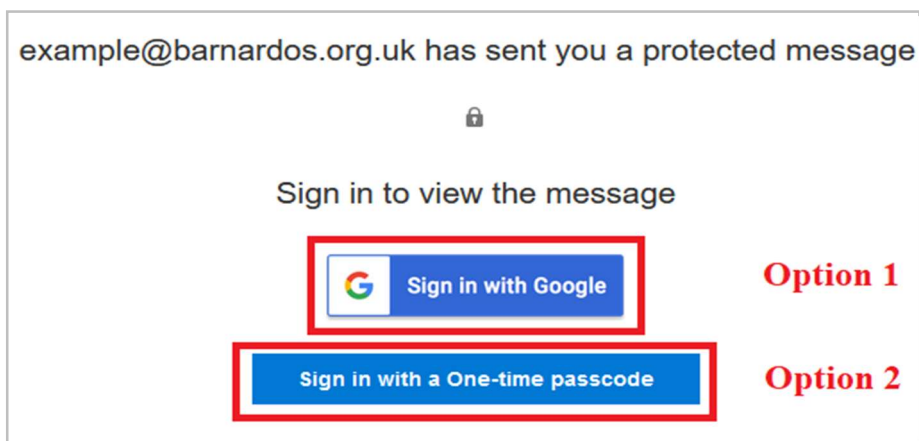 example@barnardos.org.uk has sent you a protected message
Sign in to view the message
Sign in with Google
Option 1
Sign in with a One-time passcode
Option 2